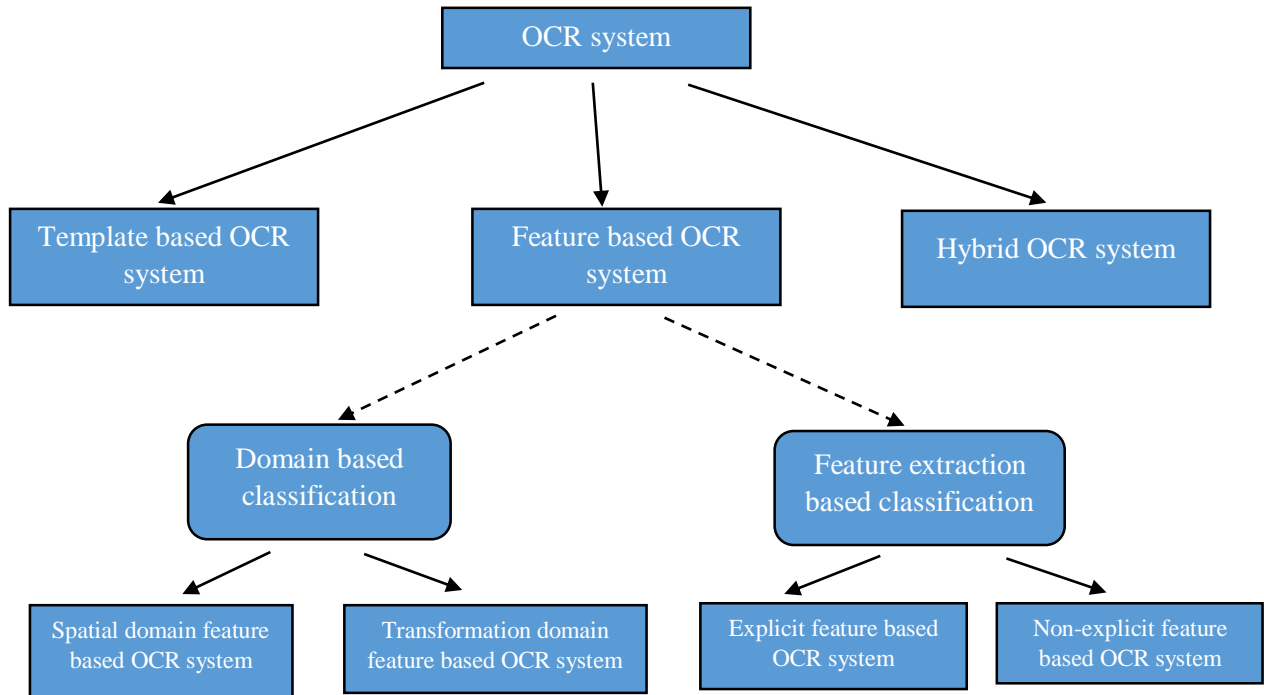 OCR system
Template based OCR
system
Feature based OCR
system
Hybrid OCR system
Domain based
classification
Feature extraction
based classification
Spatial domain feature
based OCR system
Transformation domain
feature based OCR system
Explicit feature based
OCR system
Non-explicit feature
based OCR system